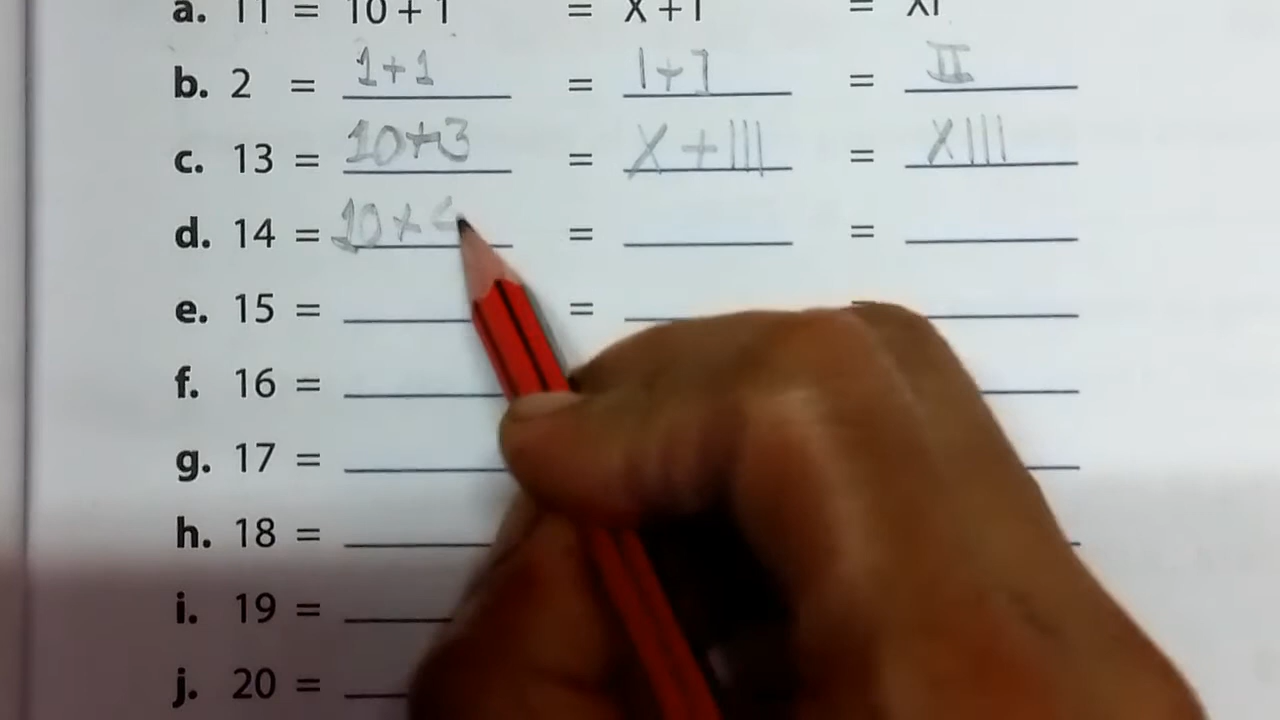 a. 11 = 10 + 1 = X + I = XI
b. 2 = 1+1 = I+I = II
c. 13 = 10+3 = X+III = XIII
d. 14 = 10+4 = =
e. 15 = = =
f. 16 =
g. 17 =
h. 18 =
i. 19 =
j. 20 =